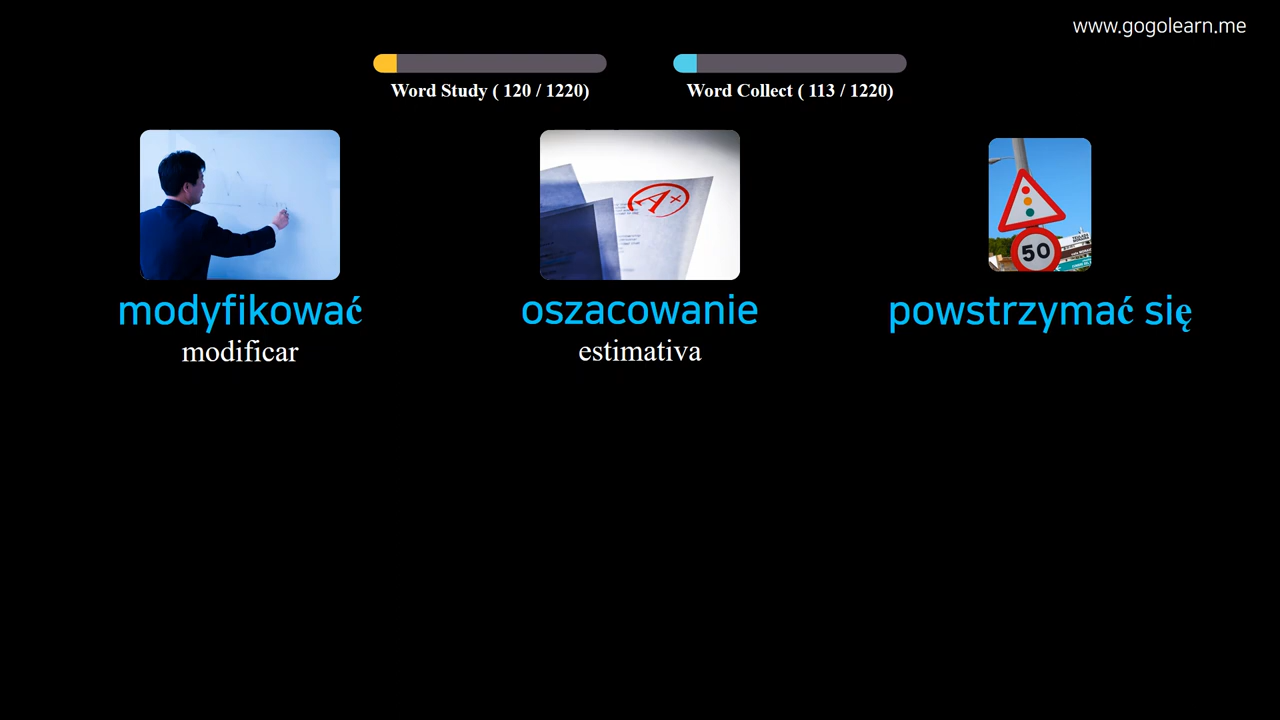 www.gogolearn.me
Word Study ( 120 / 1220)
Word Collect ( 113 / 1220)
A+
50
modyfikować
oszacowanie
powstrzymać się
modificar
estimativa